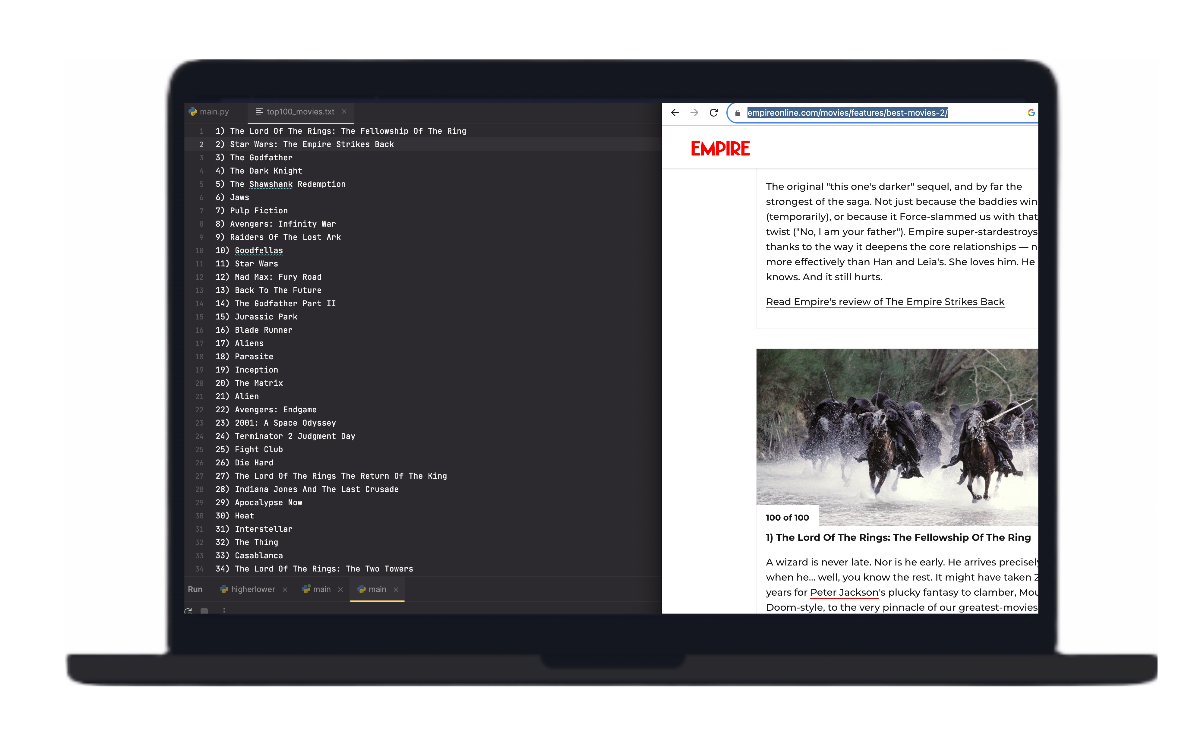 main.py
top100_movies.txt ×
1 1) The Lord Of The Rings: The Fellowship Of The Ring
2 2) Star Wars: The Empire Strikes Back
3 3) The Godfather
4 4) The Dark Knight
5 5) The Shawshank Redemption
6 6) Jaws
7 7) Pulp Fiction
8 8) Avengers: Infinity War
9 9) Raiders Of The Lost Ark
10 10) Goodfellas
11 11) Star Wars
12 12) Mad Max: Fury Road
13 13) Back To The Future
14 14) The Godfather Part II
15 15) Jurassic Park
16 16) Blade Runner
17 17) Aliens
18 18) Parasite
19 19) Inception
20 20) The Matrix
21 21) Alien
22 22) Avengers: Endgame
23 23) 2001: A Space Odyssey
24 24) Terminator 2 Judgment Day
25 25) Fight Club
26 26) Die Hard
27 27) The Lord Of The Rings The Return Of The King
28 28) Indiana Jones And The Last Crusade
29 29) Apocalypse Now
30 30) Heat
31 31) Interstellar
32 32) The Thing
33 33) Casablanca
34 34) The Lord Of The Rings: The Two Towers
Run higherlower × main × main ×
empireonline.com/movies/features/best-movies-2/
EMPIRE
The original "this one's darker" sequel, and by far the
strongest of the saga. Not just because the baddies win
(temporarily), or because it Force-slammed us with that
twist ("No, I am your father"). Empire super-stardestroys
thanks to the way it deepens the core relationships — n
more effectively than Han and Leia's. She loves him. He
knows. And it still hurts.
Read Empire's review of The Empire Strikes Back
100 of 100
1) The Lord Of The Rings: The Fellowship Of The Ring
A wizard is never late. Nor is he early. He arrives precisely
when he... well, you know the rest. It might have taken 2
years for Peter Jackson's plucky fantasy to clamber, Mou
Doom-style, to the very pinnacle of our greatest-movies